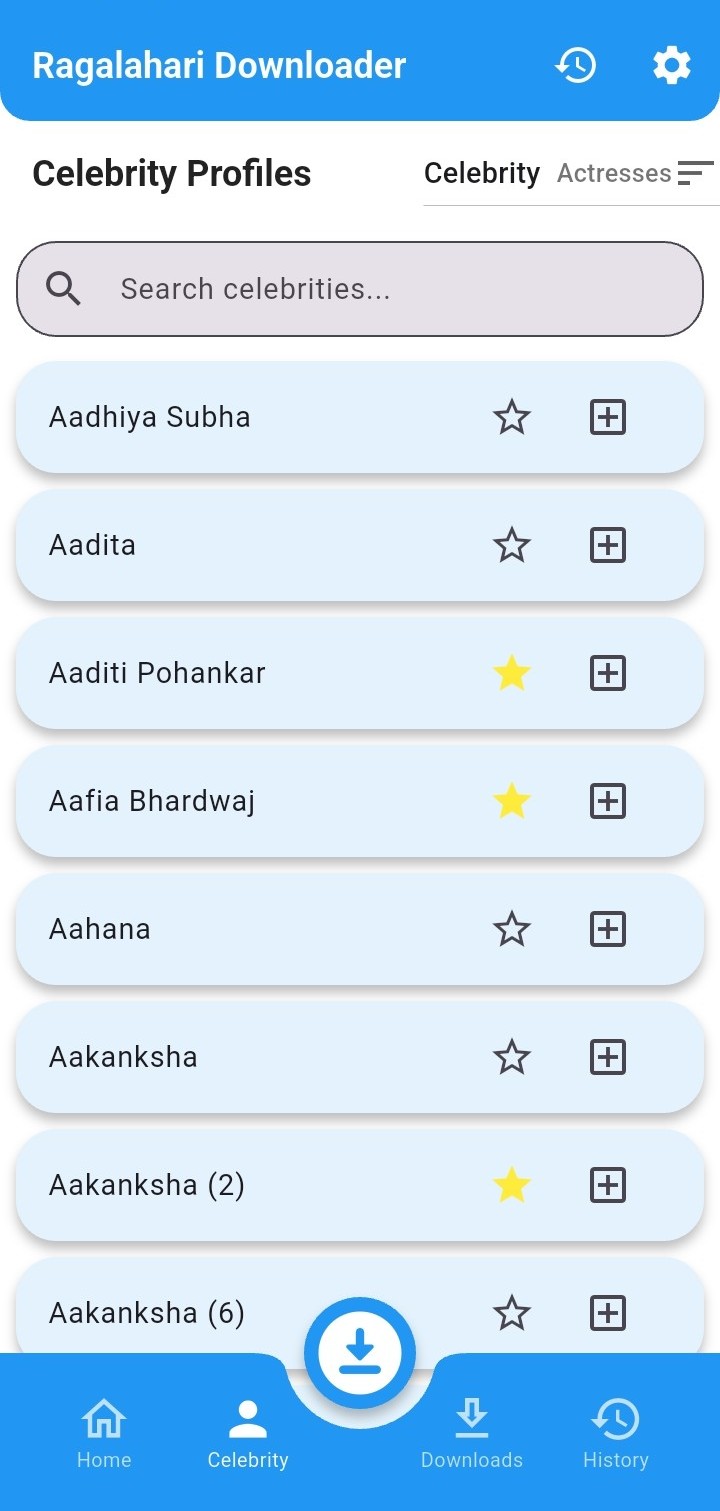 Ragalahari Downloader
Celebrity Profiles Celebrity Actresses
Search celebrities...
Aadhiya Subha
Aadita
Aaditi Pohankar
Aafia Bhardwaj
Aahana
Aakanksha
Aakanksha (2)
Aakanksha (6)
Home Celebrity Downloads History